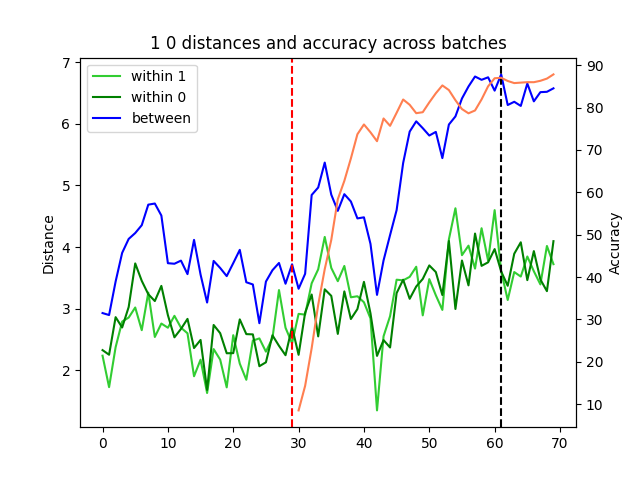 1 0 distances and accuracy across batches
within 1
within 0
between
Distance
7
6
5
4
3
2
Accuracy
90
80
70
60
50
40
30
20
10
0 10 20 30 40 50 60 70